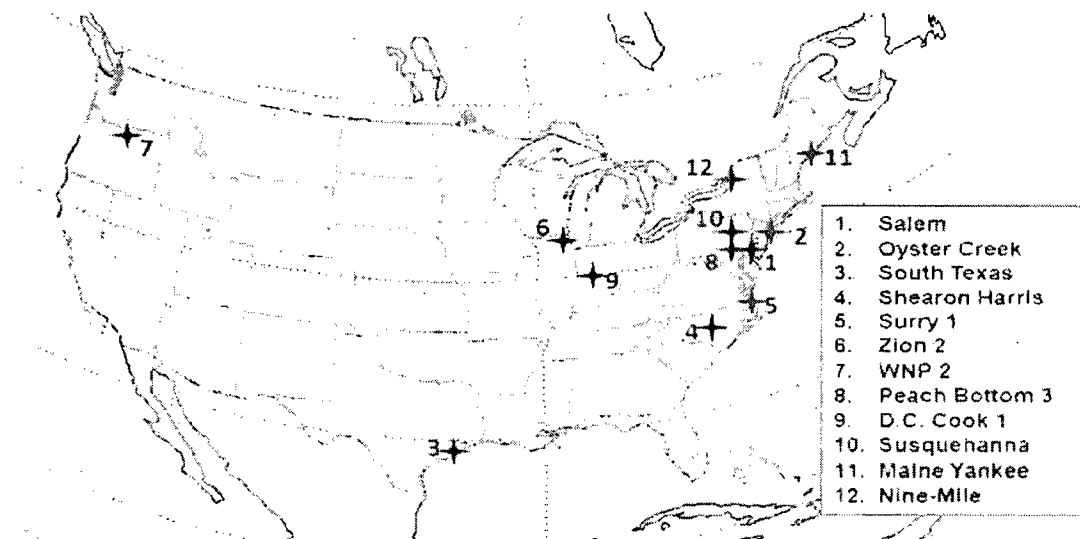 7
12
11
10
2
6
8
1
9
5
4
3
1. Salem
2. Oyster Creek
3. South Texas
4. Shearon Harris
5. Surry 1
6. Zion 2
7. WNP 2
8. Peach Bottom 3
9. D.C. Cook 1
10. Susquehanna
11. Maine Yankee
12. Nine-Mile